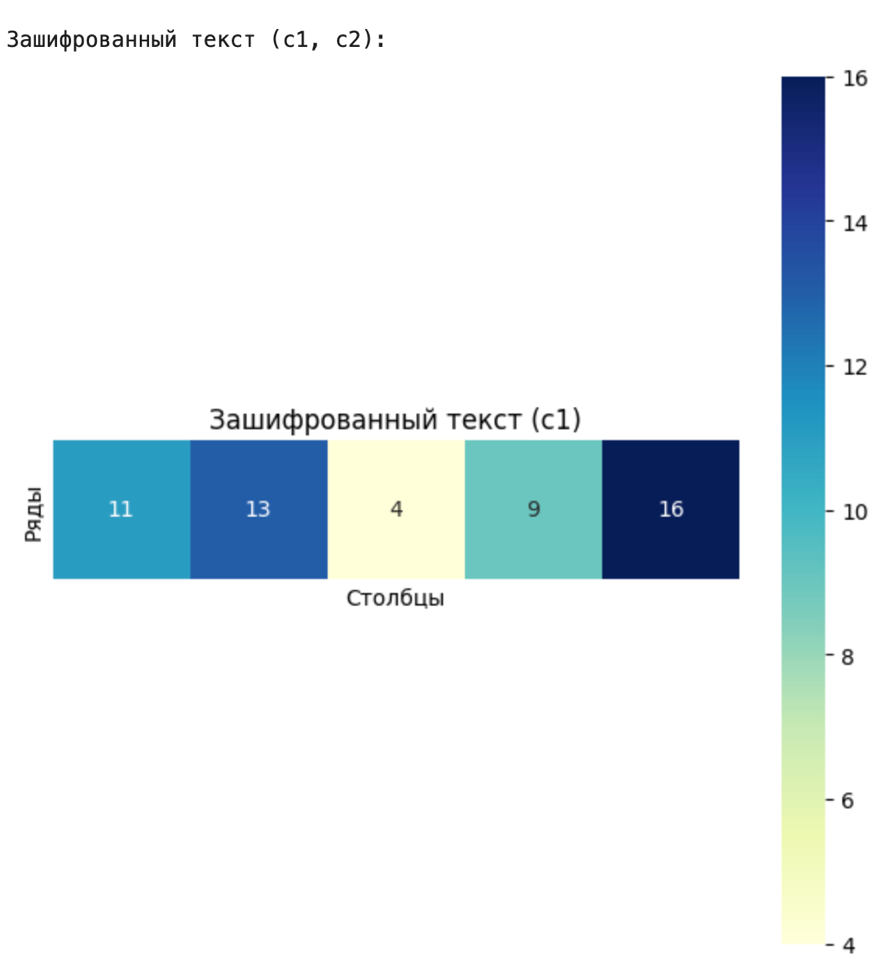 Зашифрованный текст (c1, c2):
Зашифрованный текст (c1)
Ряды
11 13 4 9 16
Столбцы
16
14
12
10
8
6
4